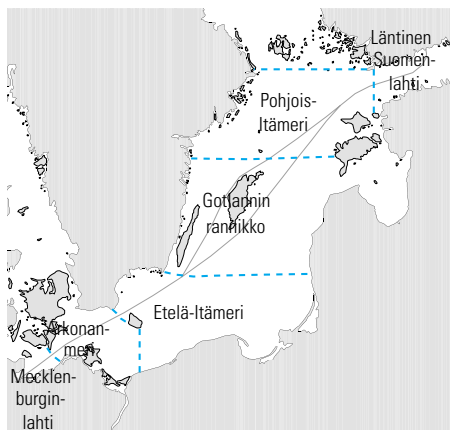 Läntinen
Suomen-
lahti
Pohjois-
Itämeri
Gotlannin
rannikko
Etelä-Itämeri
Arkonan-
meri
Mecklen-
burgin-
lahti